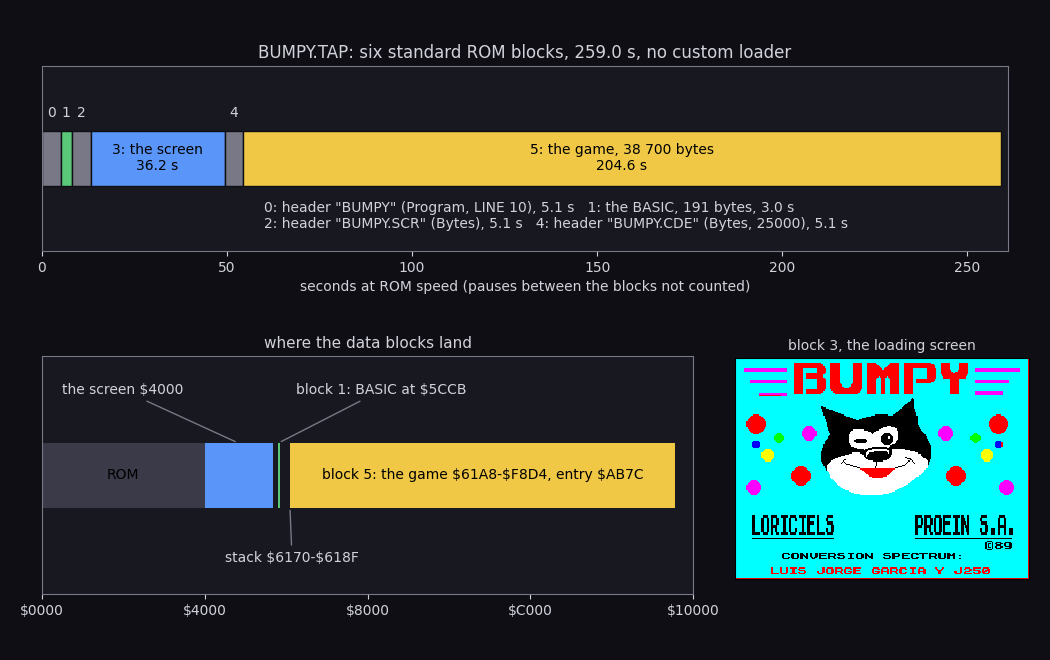 BUMPY.TAP: six standard ROM blocks, 259.0 s, no custom loader
0 1 2 4
3: the screen
36.2 s
5: the game, 38 700 bytes
204.6 s
0: header "BUMPY" (Program, LINE 10), 5.1 s 1: the BASIC, 191 bytes, 3.0 s
2: header "BUMPY.SCR" (Bytes), 5.1 s 4: header "BUMPY.CDE" (Bytes, 25000), 5.1 s
0 50 100 150 200 250
seconds at ROM speed (pauses between the blocks not counted)
where the data blocks land
the screen $4000
block 1: BASIC at $5CCB
ROM
block 5: the game $61A8-$F8D4, entry $AB7C
stack $6170-$618F
$0000 $4000 $8000 $C000 $10000
block 3, the loading screen
BUMPY
LORICIELS PROEIN S.A.
©89
CONVERSION SPECTRUM:
LUIS JORGE GARCIA Y J250